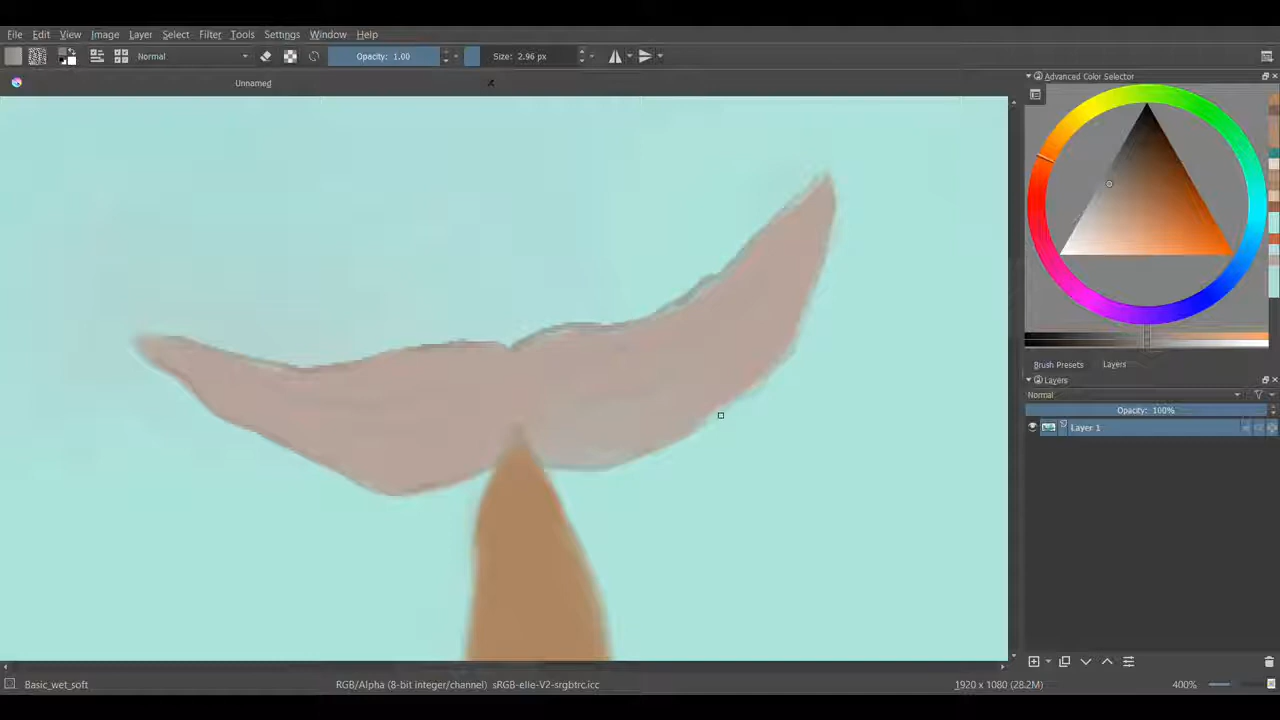 File Edit View Image Layer Select Filter Tools Settings Window Help
Normal Opacity: 1.00 Size: 2.96 px
Unnamed
Advanced Color Selector
Brush Presets Layers
Layers
Normal
Opacity: 100%
Layer 1
Basic_wet_soft RGB/Alpha (8-bit integer/channel) sRGB-elle-V2-srgbtrc.icc 1920 x 1080 (28.2M) 400%